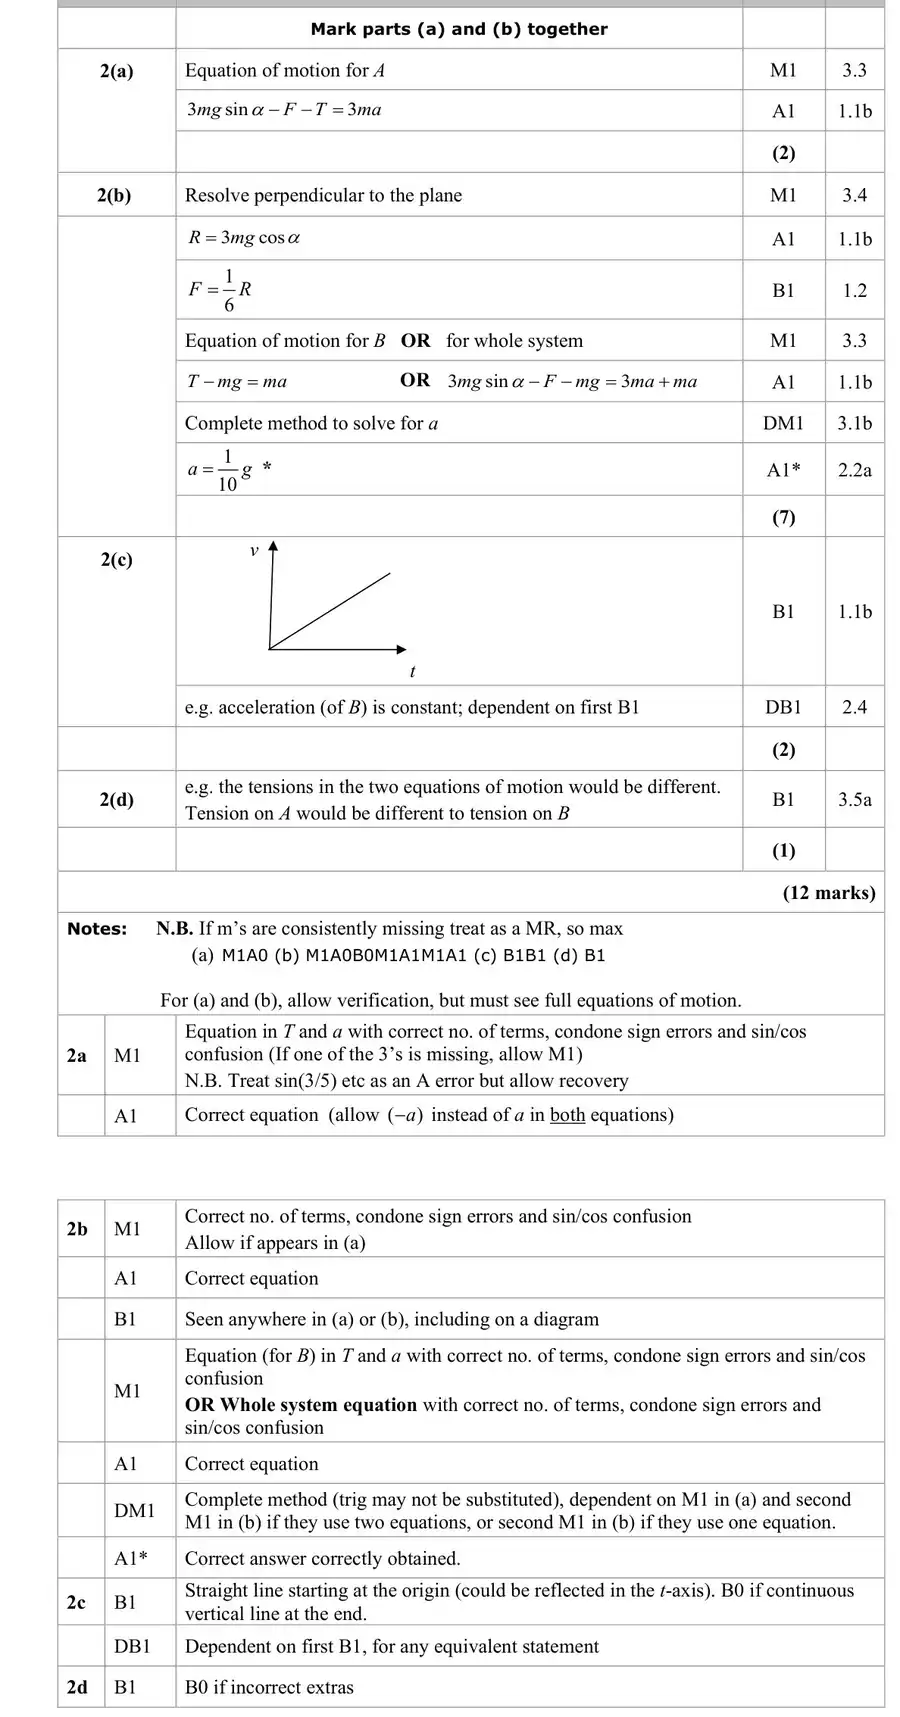 Mark parts (a) and (b) together
2(a) Equation of motion for A M1 3.3
3mg sin α − F − T = 3ma A1 1.1b
(2)
2(b) Resolve perpendicular to the plane M1 3.4
R = 3mg cos α A1 1.1b
F = 1/6 R B1 1.2
Equation of motion for B OR for whole system M1 3.3
T − mg = ma OR 3mg sin α − F − mg = 3ma + ma A1 1.1b
Complete method to solve for a DM1 3.1b
a = 1/10 g * A1* 2.2a
(7)
2(c) v
B1 1.1b
t
e.g. acceleration (of B) is constant; dependent on first B1 DB1 2.4
(2)
2(d) e.g. the tensions in the two equations of motion would be different.
Tension on A would be different to tension on B B1 3.5a
(1)
(12 marks)
Notes: N.B. If m’s are consistently missing treat as a MR, so max
(a) M1A0 (b) M1A0B0M1A1M1A1 (c) B1B1 (d) B1
For (a) and (b), allow verification, but must see full equations of motion.
2a M1 Equation in T and a with correct no. of terms, condone sign errors and sin/cos
confusion (If one of the 3’s is missing, allow M1)
N.B. Treat sin(3/5) etc as an A error but allow recovery
A1 Correct equation (allow (−a) instead of a in both equations)
2b M1 Correct no. of terms, condone sign errors and sin/cos confusion
Allow if appears in (a)
A1 Correct equation
B1 Seen anywhere in (a) or (b), including on a diagram
M1 Equation (for B) in T and a with correct no. of terms, condone sign errors and sin/cos
confusion
OR Whole system equation with correct no. of terms, condone sign errors and
sin/cos confusion
A1 Correct equation
DM1 Complete method (trig may not be substituted), dependent on M1 in (a) and second
M1 in (b) if they use two equations, or second M1 in (b) if they use one equation.
A1* Correct answer correctly obtained.
2c B1 Straight line starting at the origin (could be reflected in the t-axis). B0 if continuous
vertical line at the end.
DB1 Dependent on first B1, for any equivalent statement
2d B1 B0 if incorrect extras